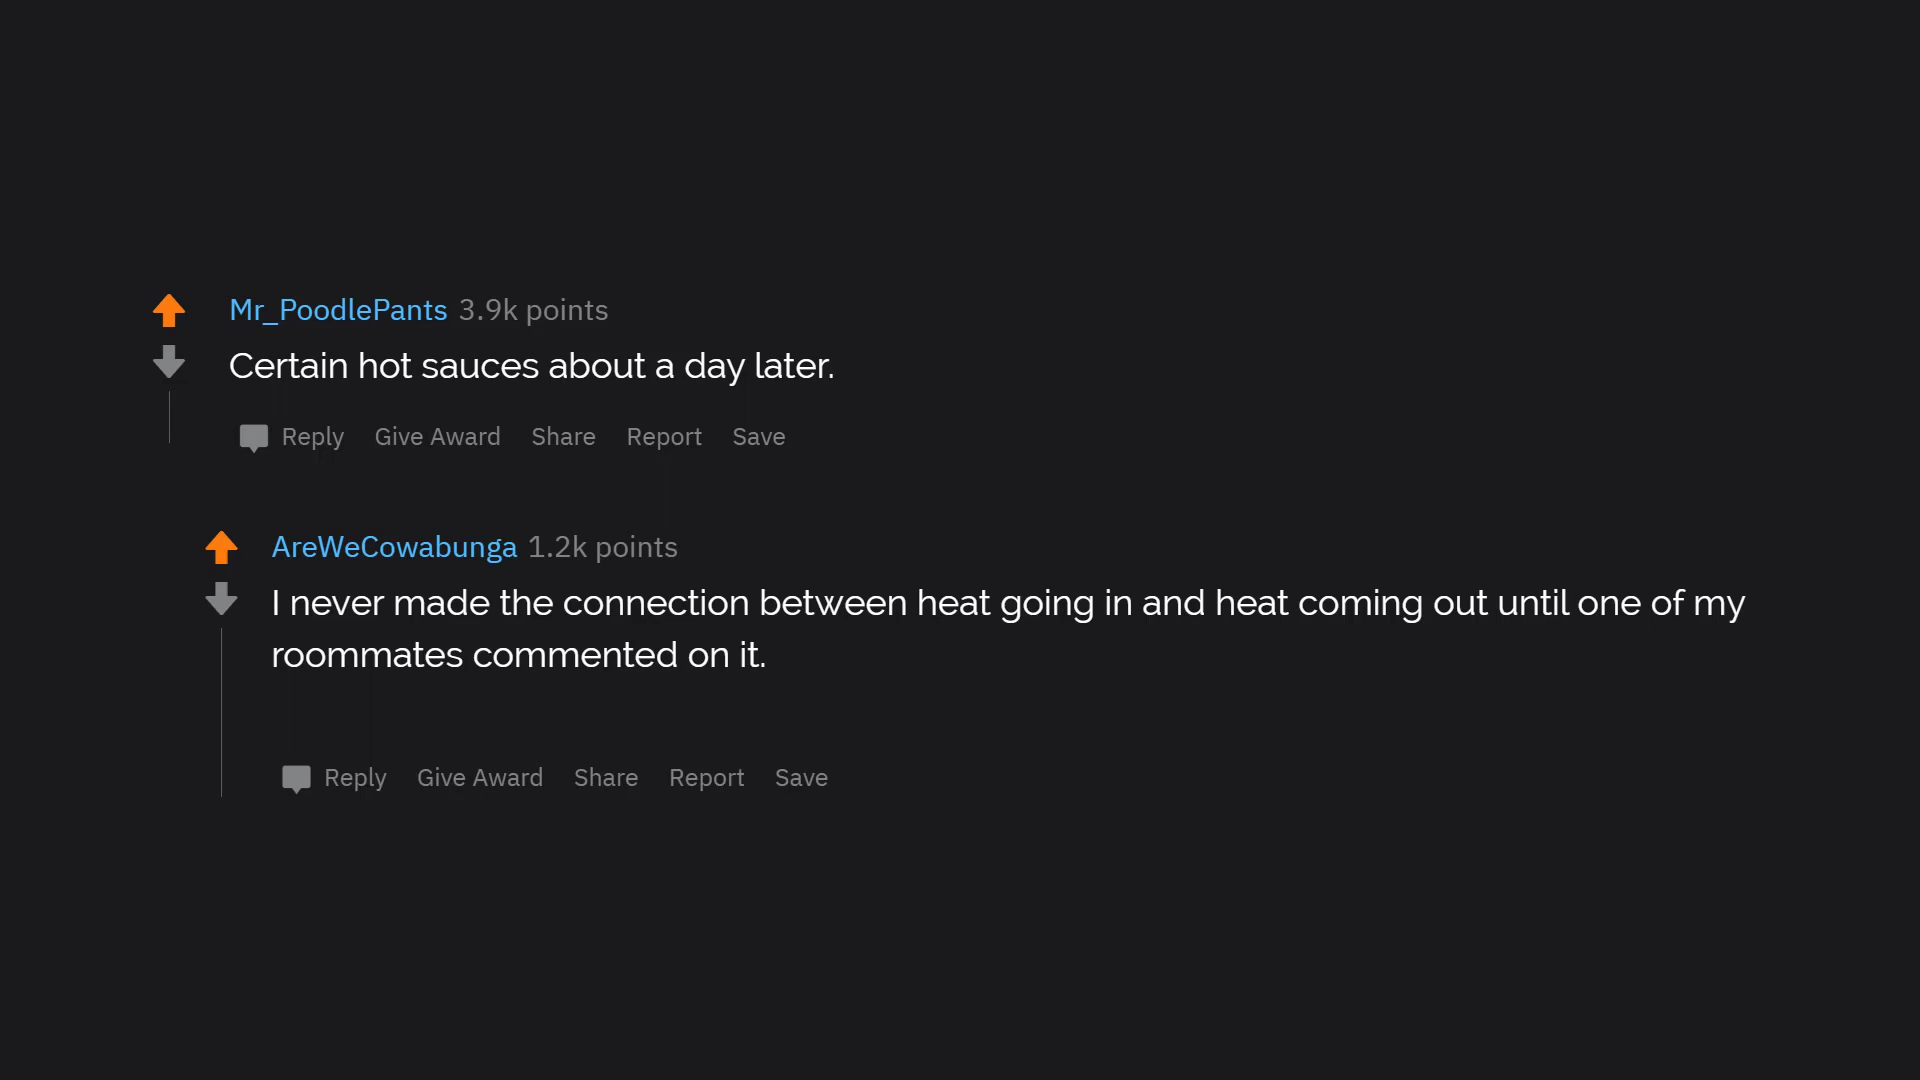 Mr_PoodlePants 3.9k points
Certain hot sauces about a day later.
Reply Give Award Share Report Save
AreWeCowabunga 1.2k points
I never made the connection between heat going in and heat coming out until one of my
roommates commented on it.
Reply Give Award Share Report Save